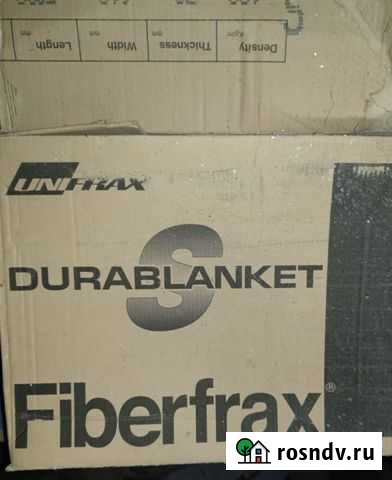 Density Thickness Width Length
UNIFRAX
S
DURABLANKET
Fiberfrax®
rosndv.ru